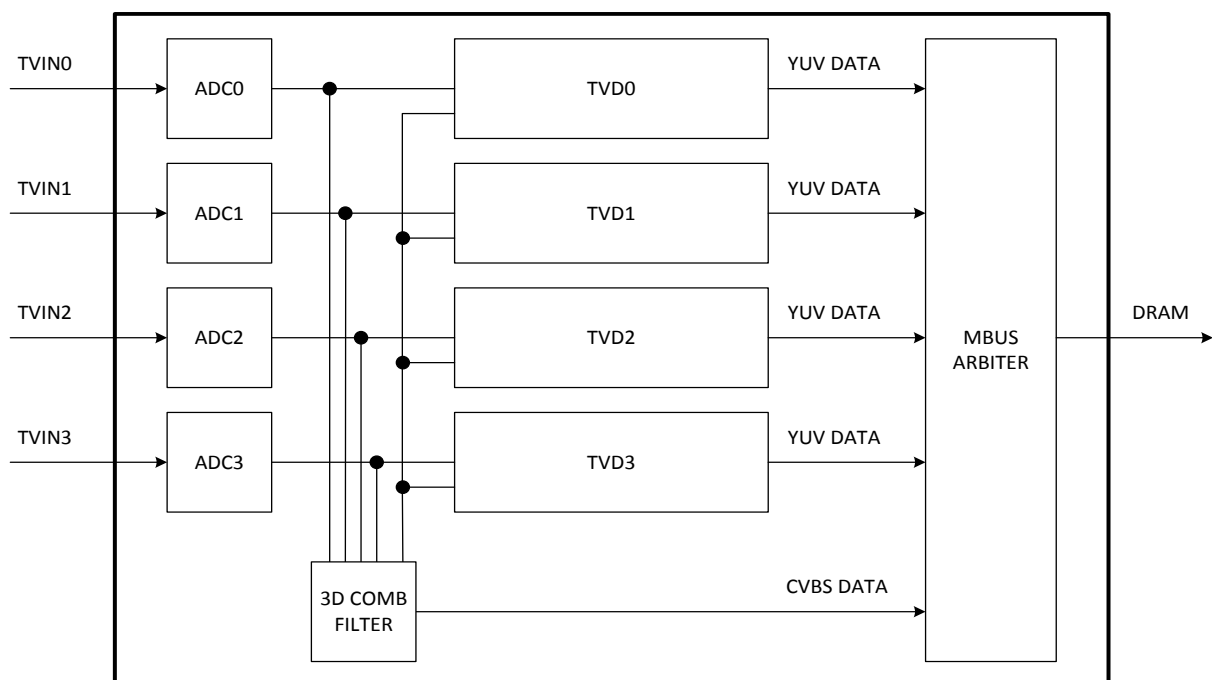 TVIN0
ADC0
TVD0
YUV DATA
TVIN1
ADC1
TVD1
YUV DATA
TVIN2
ADC2
TVD2
YUV DATA
MBUS
ARBITER
DRAM
TVIN3
ADC3
TVD3
YUV DATA
3D COMB
FILTER
CVBS DATA